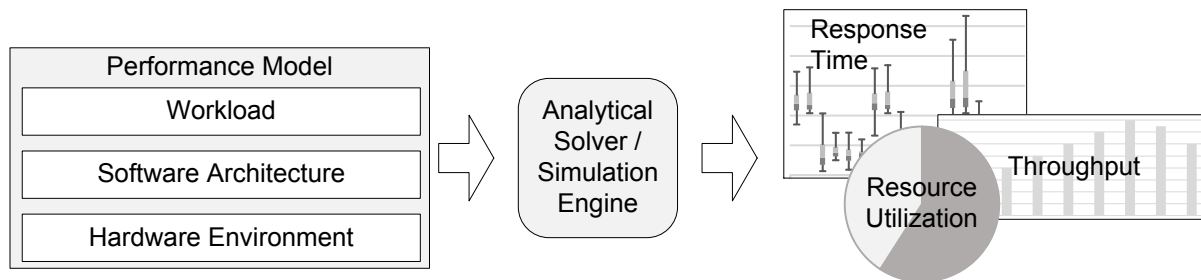 Performance Model
Workload
Software Architecture
Hardware Environment
Analytical
Solver /
Simulation
Engine
Response
Time
Throughput
Resource
Utilization